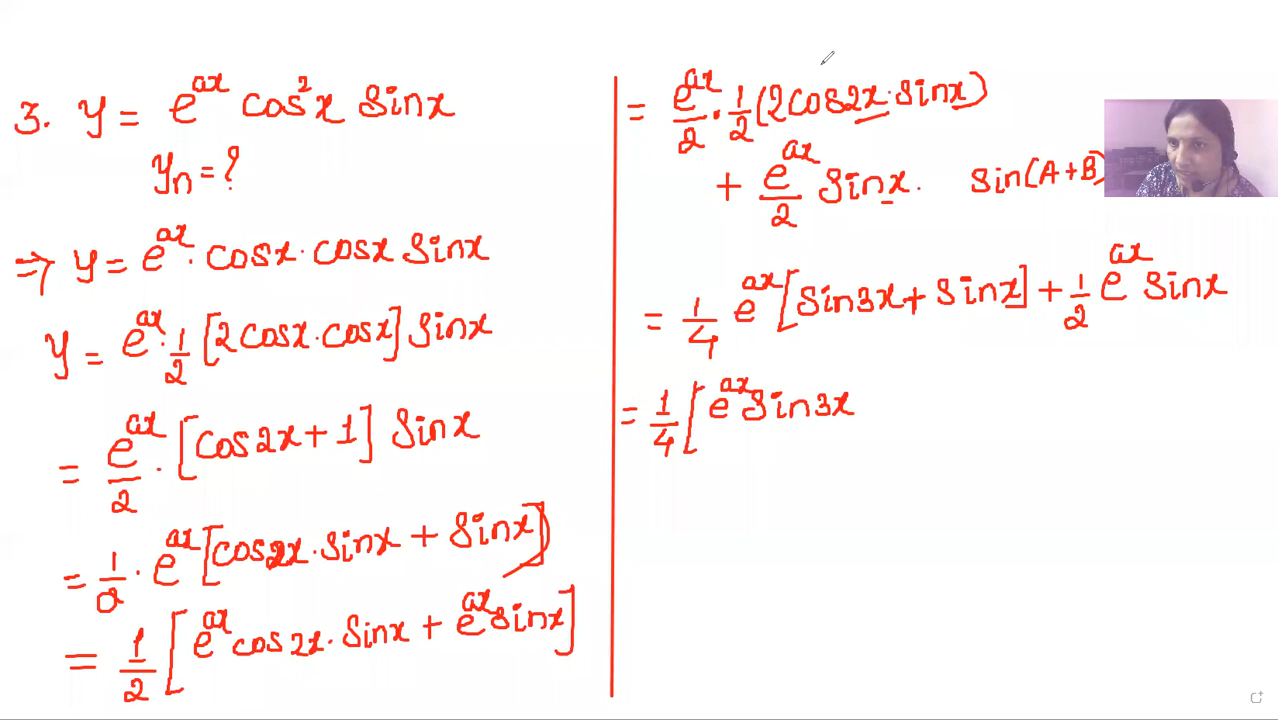 3. y = e^{ax} cos²x sinx
y_n = ?
⇒ y = e^{ax} · cosx · cosx sinx
y = e^{ax} · 1/2 [2cosx · cosx] sinx
= e^{ax}/2 · [cos2x + 1] sinx
= 1/2 · e^{ax} [cos2x · sinx + sinx]
= 1/2 [e^{ax} cos2x · sinx + e^{ax} sinx]
= e^{ax}/2 · 1/2 (2cos2x · sinx)
+ e^{ax}/2 sinx. sin(A+B)
= 1/4 e^{ax} [sin3x + sinx] + 1/2 e^{ax} sinx
= 1/4 [e^{ax} sin3x